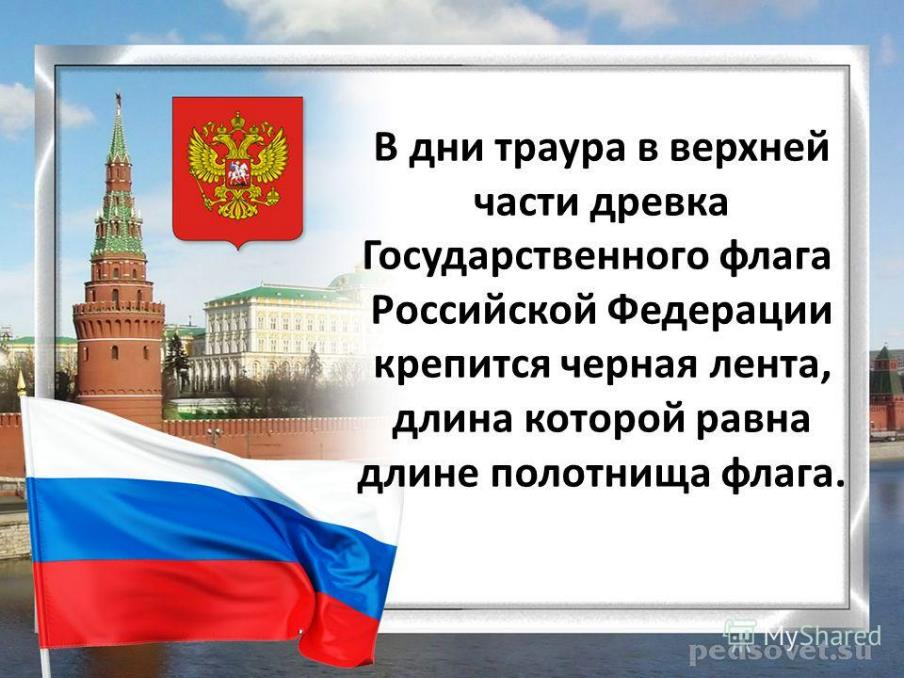 В дни траура в верхней
части древка
Государственного флага
Российской Федерации
крепится черная лента,
длина которой равна
длине полотнища флага.
MyShared
pedsovet.su